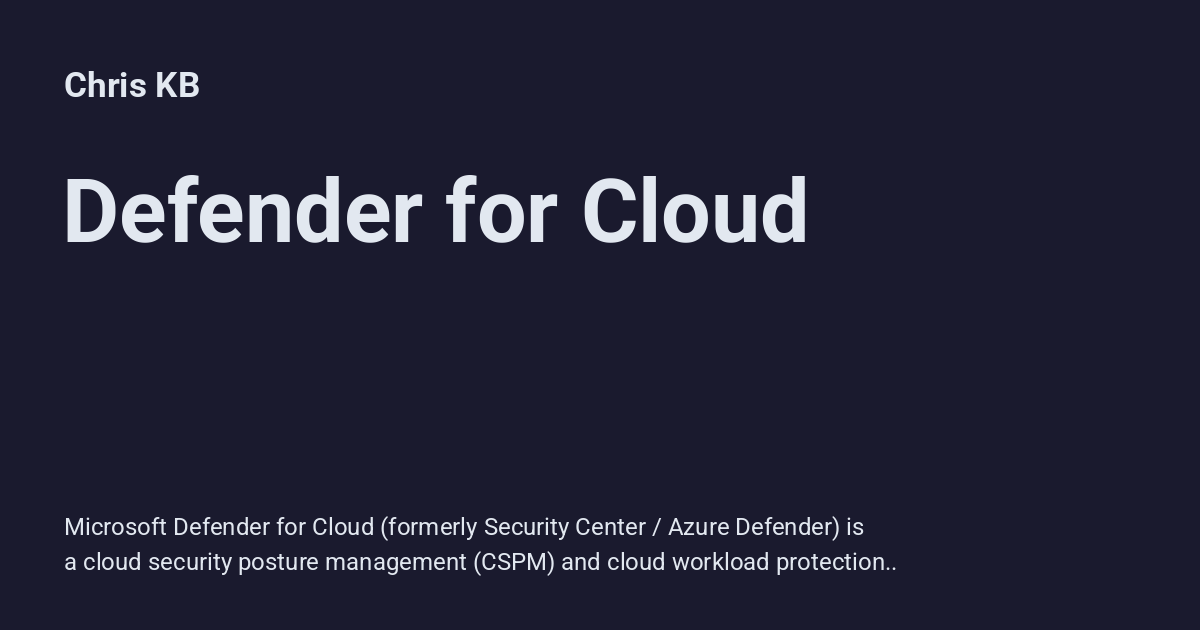 Chris KB
Defender for Cloud
Microsoft Defender for Cloud (formerly Security Center / Azure Defender) is
a cloud security posture management (CSPM) and cloud workload protection..